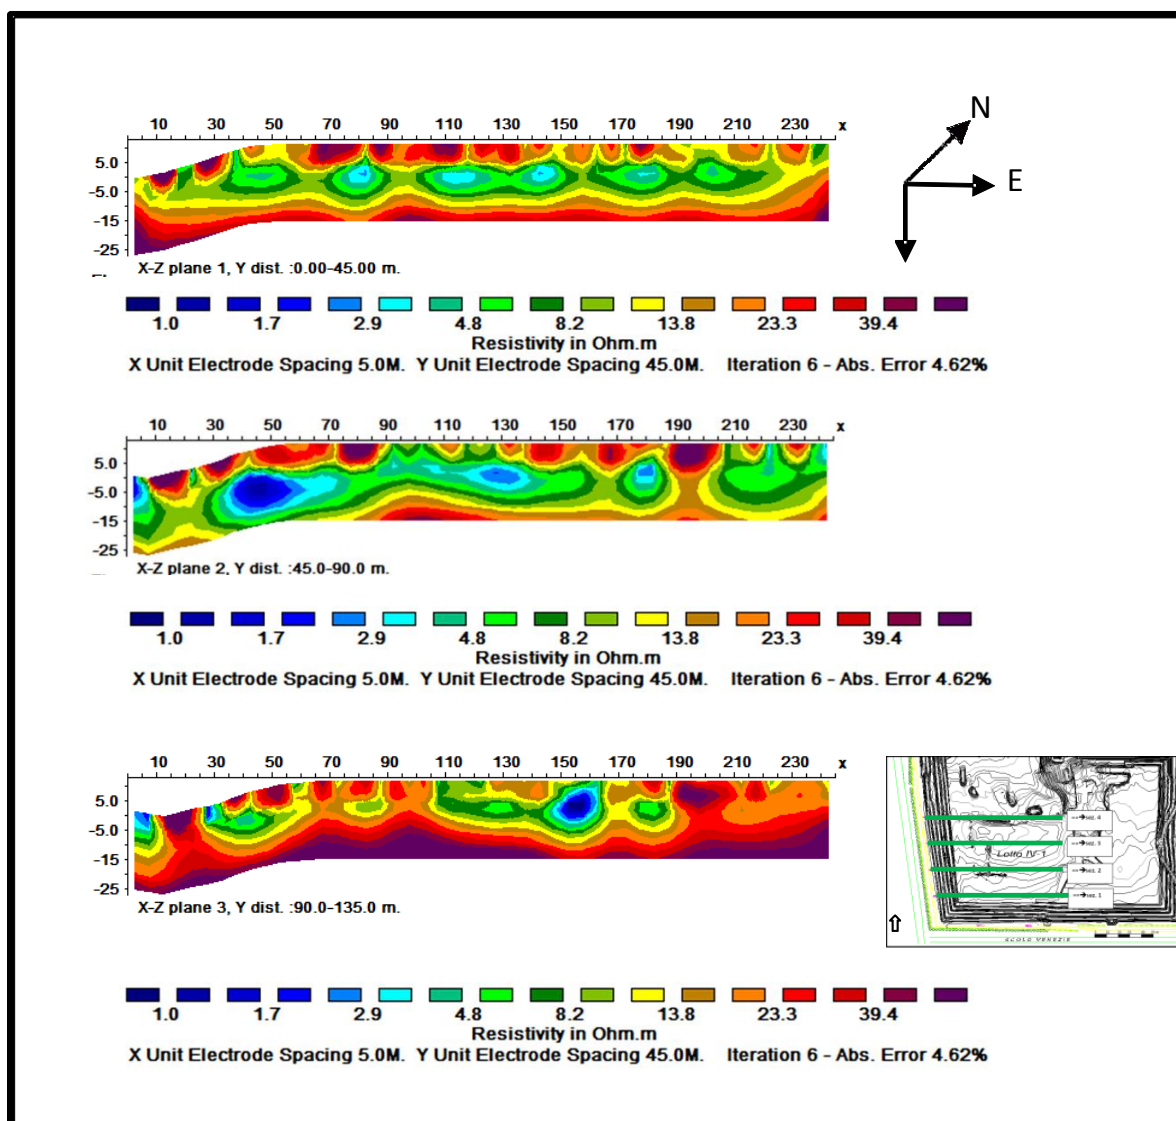 10 30 50 70 90 110 130 150 170 190 210 230 x
5.0
-5.0
-15
-25
X-Z plane 1, Y dist. :0.00-45.00 m.
N
E
1.0 1.7 2.9 4.8 8.2 13.8 23.3 39.4
Resistivity in Ohm.m
X Unit Electrode Spacing 5.0M. Y Unit Electrode Spacing 45.0M. Iteration 6 - Abs. Error 4.62%
10 30 50 70 90 110 130 150 170 190 210 230 x
5.0
-5.0
-15
-25
X-Z plane 2, Y dist. :45.0-90.0 m.
1.0 1.7 2.9 4.8 8.2 13.8 23.3 39.4
Resistivity in Ohm.m
X Unit Electrode Spacing 5.0M. Y Unit Electrode Spacing 45.0M. Iteration 6 - Abs. Error 4.62%
10 30 50 70 90 110 130 150 170 190 210 230 x
5.0
-5.0
-15
-25
X-Z plane 3, Y dist. :90.0-135.0 m.
Lotto IV-1
SCOLO VENEZIE
1.0 1.7 2.9 4.8 8.2 13.8 23.3 39.4
Resistivity in Ohm.m
X Unit Electrode Spacing 5.0M. Y Unit Electrode Spacing 45.0M. Iteration 6 - Abs. Error 4.62%